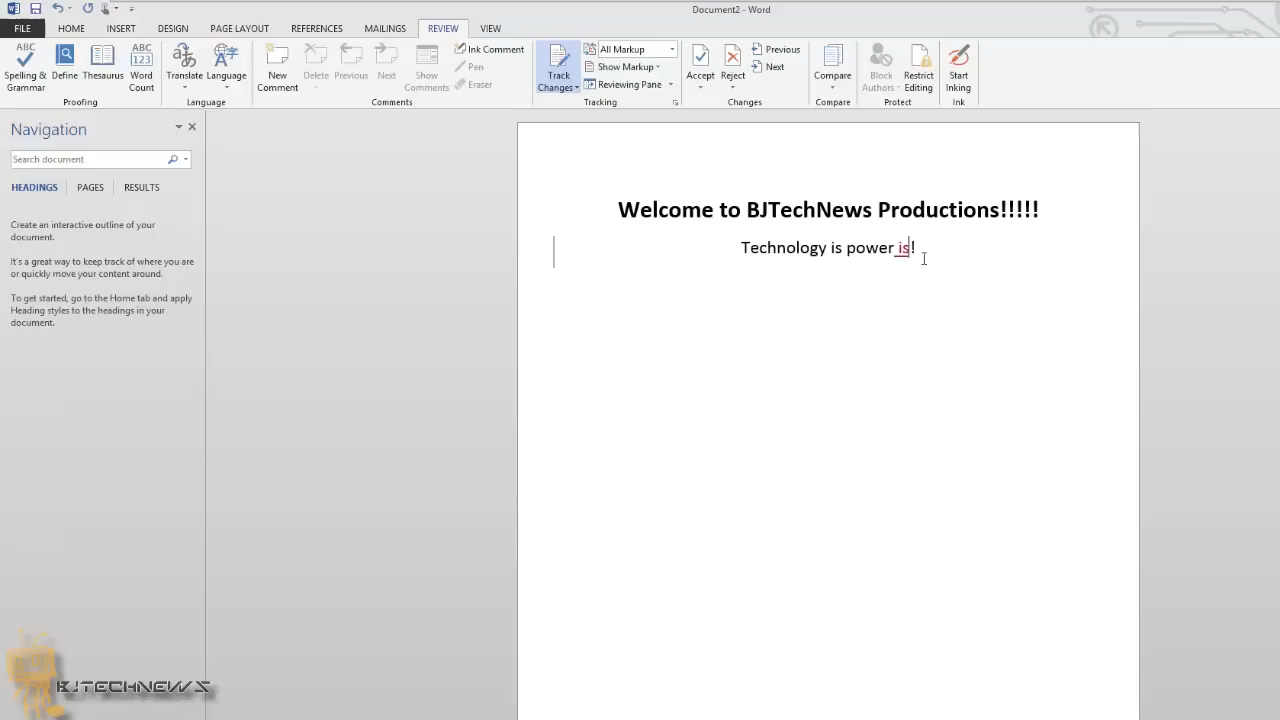 Document2 - Word
FILE HOME INSERT DESIGN PAGE LAYOUT REFERENCES MAILINGS REVIEW VIEW
ABC Spelling & Grammar
Define
Thesaurus
ABC 123 Word Count
Proofing
Translate
Language
Language
New Comment
Delete
Previous
Next
Show Comments
Ink Comment
Pen
Eraser
Comments
Track Changes
All Markup
Show Markup
Reviewing Pane
Tracking
Accept
Reject
Previous
Next
Changes
Compare
Compare
Block Authors
Restrict Editing
Protect
Start Inking
Ink
Navigation
Search document
HEADINGS PAGES RESULTS
Create an interactive outline of your
document.
It's a great way to keep track of where you are
or quickly move your content around.
To get started, go to the Home tab and apply
Heading styles to the headings in your
document.
Welcome to BJTechNews Productions!!!!!
Technology is power is!
BJTECHNEWS